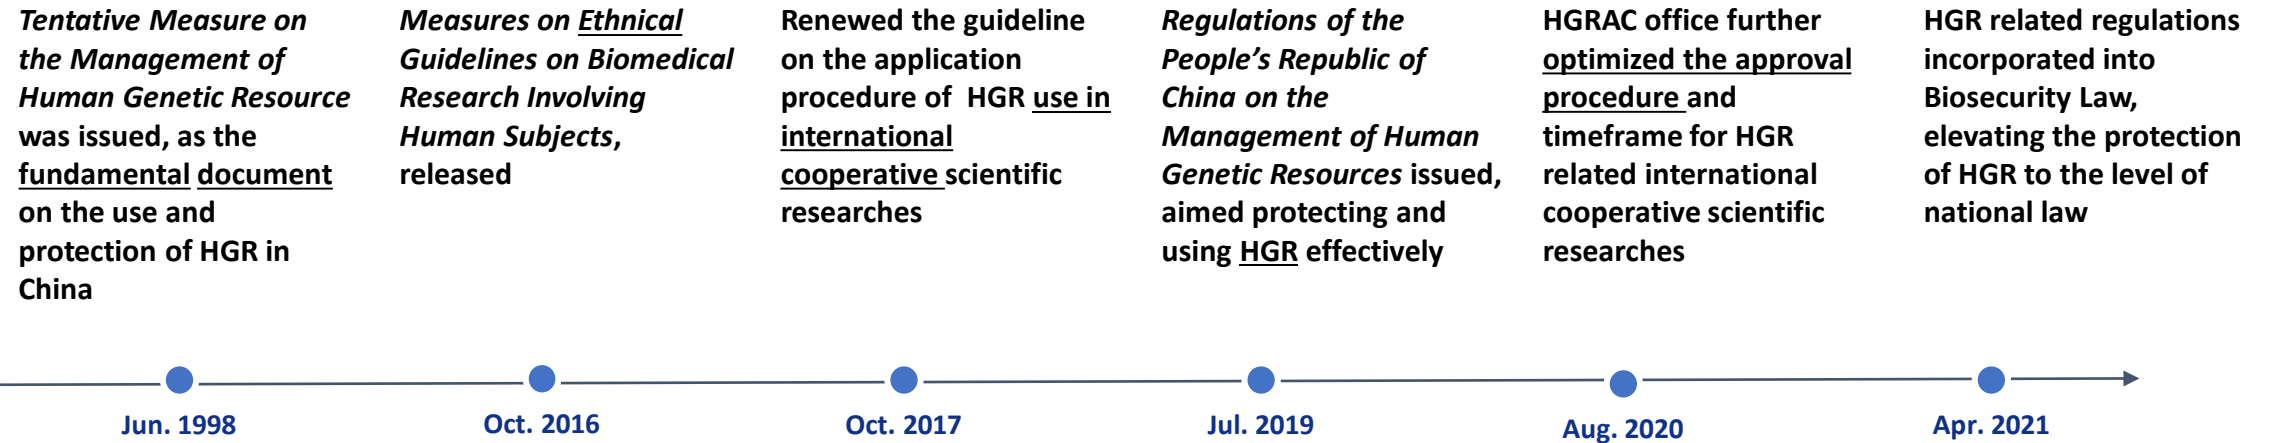 Tentative Measure on
the Management of
Human Genetic Resource
was issued, as the
fundamental document
on the use and
protection of HGR in
China
Measures on Ethnical
Guidelines on Biomedical
Research Involving
Human Subjects,
released
Renewed the guideline
on the application
procedure of HGR use in
international
cooperative scientific
researches
Regulations of the
People's Republic of
China on the
Management of Human
Genetic Resources issued,
aimed protecting and
using HGR effectively
HGRAC office further
optimized the approval
procedure and
timeframe for HGR
related international
cooperative scientific
researches
HGR related regulations
incorporated into
Biosecurity Law,
elevating the protection
of HGR to the level of
national law
Jun. 1998
Oct. 2016
Oct. 2017
Jul. 2019
Aug. 2020
Apr. 2021